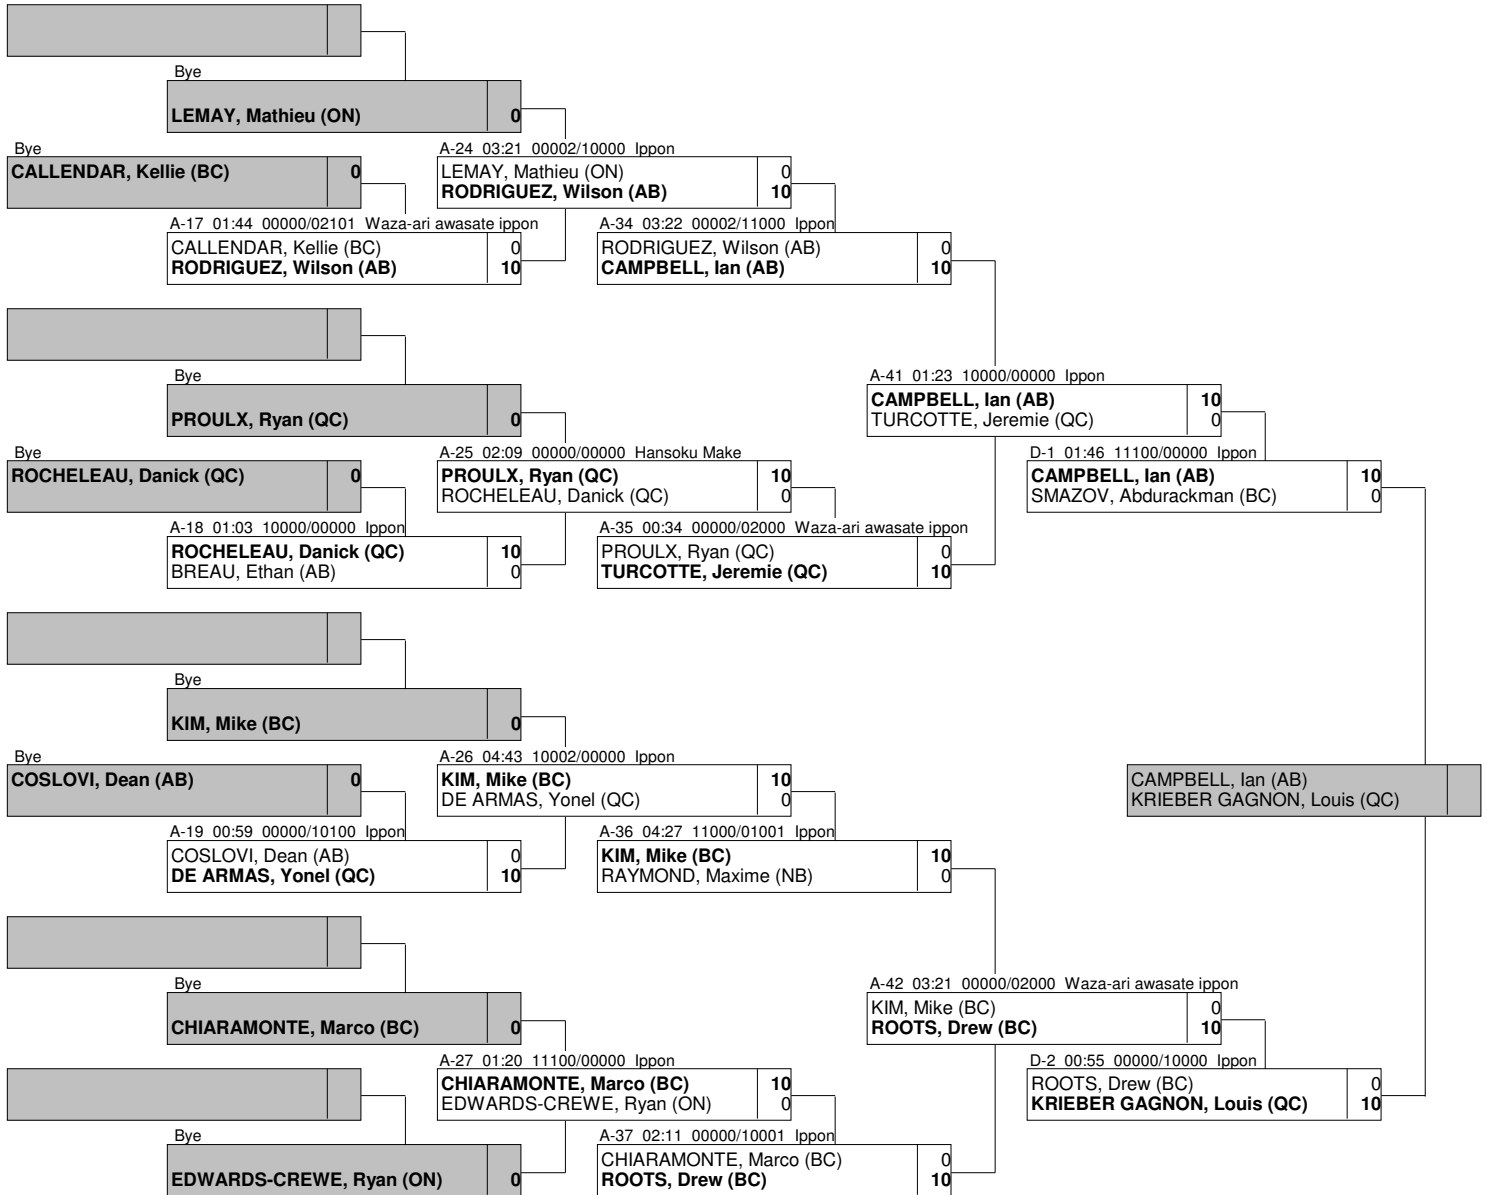 Bye
LEMAY, Mathieu (ON) 0
Bye
CALLENDAR, Kellie (BC) 0
A-24 03:21 00002/10000 Ippon
LEMAY, Mathieu (ON) 0
RODRIGUEZ, Wilson (AB) 10
A-17 01:44 00000/02101 Waza-ari awasate ippon
CALLENDAR, Kellie (BC) 0
RODRIGUEZ, Wilson (AB) 10
A-34 03:22 00002/11000 Ippon
RODRIGUEZ, Wilson (AB) 0
CAMPBELL, Ian (AB) 10
Bye
PROULX, Ryan (QC) 0
A-41 01:23 10000/00000 Ippon
CAMPBELL, Ian (AB) 10
TURCOTTE, Jeremie (QC) 0
Bye
ROCHELEAU, Danick (QC) 0
A-25 02:09 00000/00000 Hansoku Make
PROULX, Ryan (QC) 10
ROCHELEAU, Danick (QC) 0
D-1 01:46 11100/00000 Ippon
CAMPBELL, Ian (AB) 10
SMAZOV, Abdurackman (BC) 0
A-18 01:03 10000/00000 Ippon
ROCHELEAU, Danick (QC) 10
BREAU, Ethan (AB) 0
A-35 00:34 00000/02000 Waza-ari awasate ippon
PROULX, Ryan (QC) 0
TURCOTTE, Jeremie (QC) 10
Bye
KIM, Mike (BC) 0
Bye
COSLOVI, Dean (AB) 0
A-26 04:43 10002/00000 Ippon
KIM, Mike (BC) 10
DE ARMAS, Yonel (QC) 0
CAMPBELL, Ian (AB)
KRIEBER GAGNON, Louis (QC)
A-19 00:59 00000/10100 Ippon
COSLOVI, Dean (AB) 0
DE ARMAS, Yonel (QC) 10
A-36 04:27 11000/01001 Ippon
KIM, Mike (BC) 10
RAYMOND, Maxime (NB) 0
Bye
CHIARAMONTE, Marco (BC) 0
A-42 03:21 00000/02000 Waza-ari awasate ippon
KIM, Mike (BC) 0
ROOTS, Drew (BC) 10
A-27 01:20 11100/00000 Ippon
CHIARAMONTE, Marco (BC) 10
EDWARDS-CREWE, Ryan (ON) 0
D-2 00:55 00000/10000 Ippon
ROOTS, Drew (BC) 0
KRIEBER GAGNON, Louis (QC) 10
Bye
EDWARDS-CREWE, Ryan (ON) 0
A-37 02:11 00000/10001 Ippon
CHIARAMONTE, Marco (BC) 0
ROOTS, Drew (BC) 10